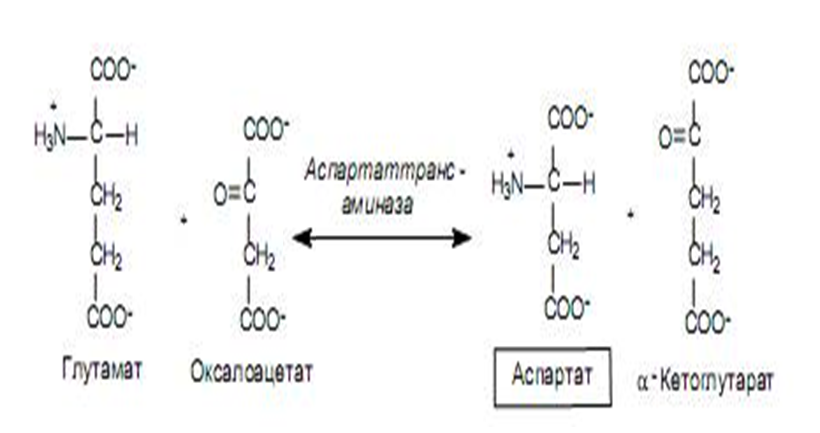 COO-
H3N+—C—H
CH2
CH2
COO-
Глутамат
+
COO-
O=C
CH2
COO-
Оксалоацетат
Аспартаттранс-
аминаза
COO-
H3N+—C—H
CH2
COO-
Аспартат
+
COO-
O=C
CH2
CH2
COO-
α-Кетоглутарат